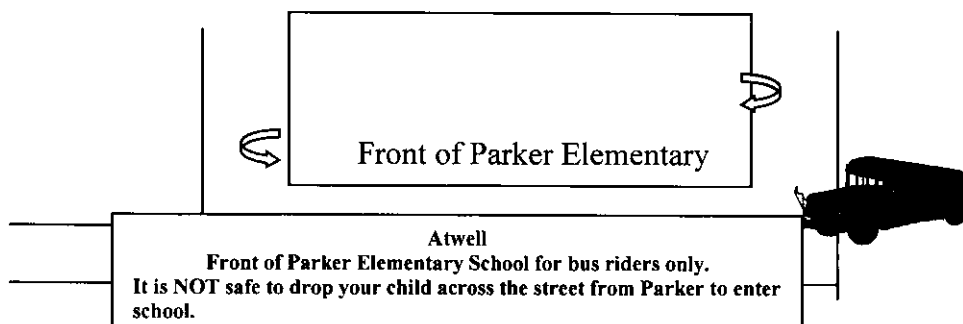 Front of Parker Elementary
Atwell
Front of Parker Elementary School for bus riders only.
It is NOT safe to drop your child across the street from Parker to enter
school.